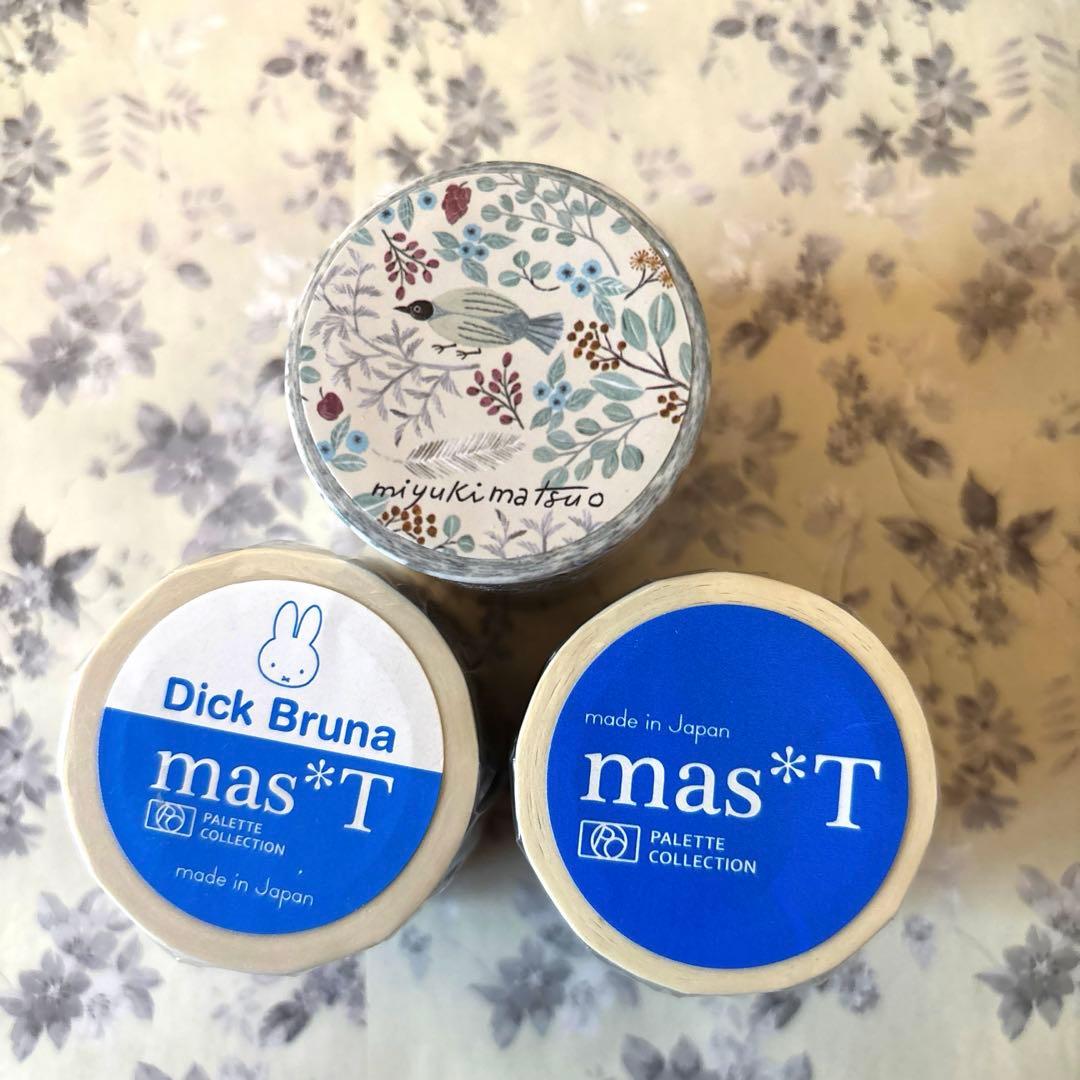 miyukimatsuo
Dick Bruna
mas*T
PALETTE
COLLECTION
made in Japan
made in Japan
mas*T
PALETTE
COLLECTION